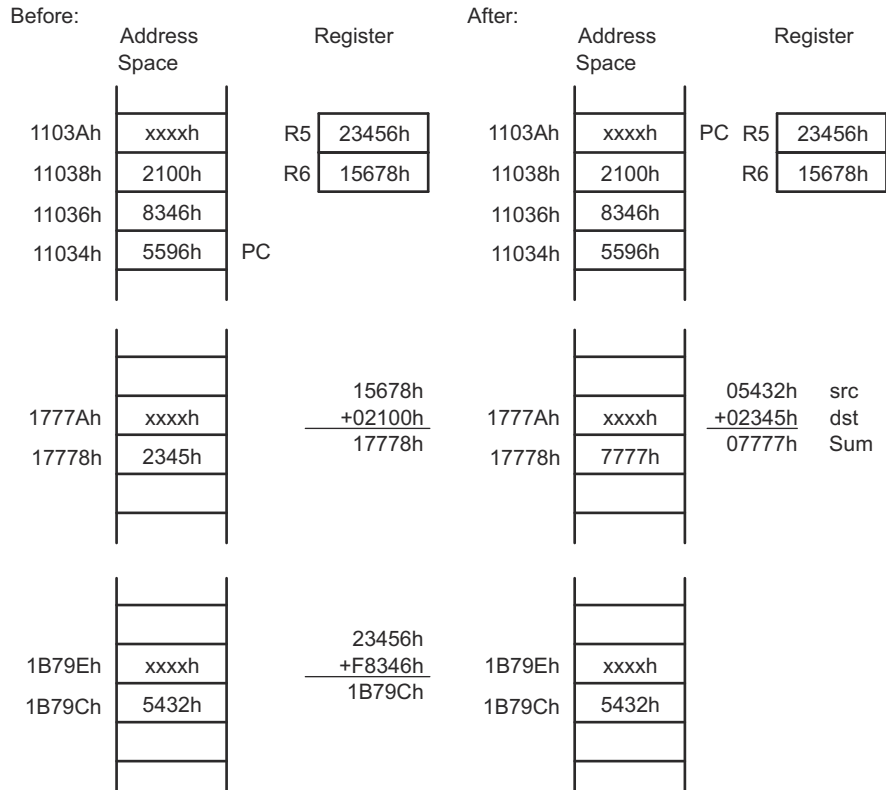 Before:
Address Space
Register
1103Ah xxxxh R5 23456h
11038h 2100h R6 15678h
11036h 8346h
11034h 5596h PC
15678h
1777Ah xxxxh +02100h
17778h 2345h 17778h
23456h
1B79Eh xxxxh +F8346h
1B79Ch 5432h 1B79Ch
After:
Address Space
Register
1103Ah xxxxh PC R5 23456h
11038h 2100h R6 15678h
11036h 8346h
11034h 5596h
05432h src
1777Ah xxxxh +02345h dst
17778h 7777h 07777h Sum
1B79Eh xxxxh
1B79Ch 5432h